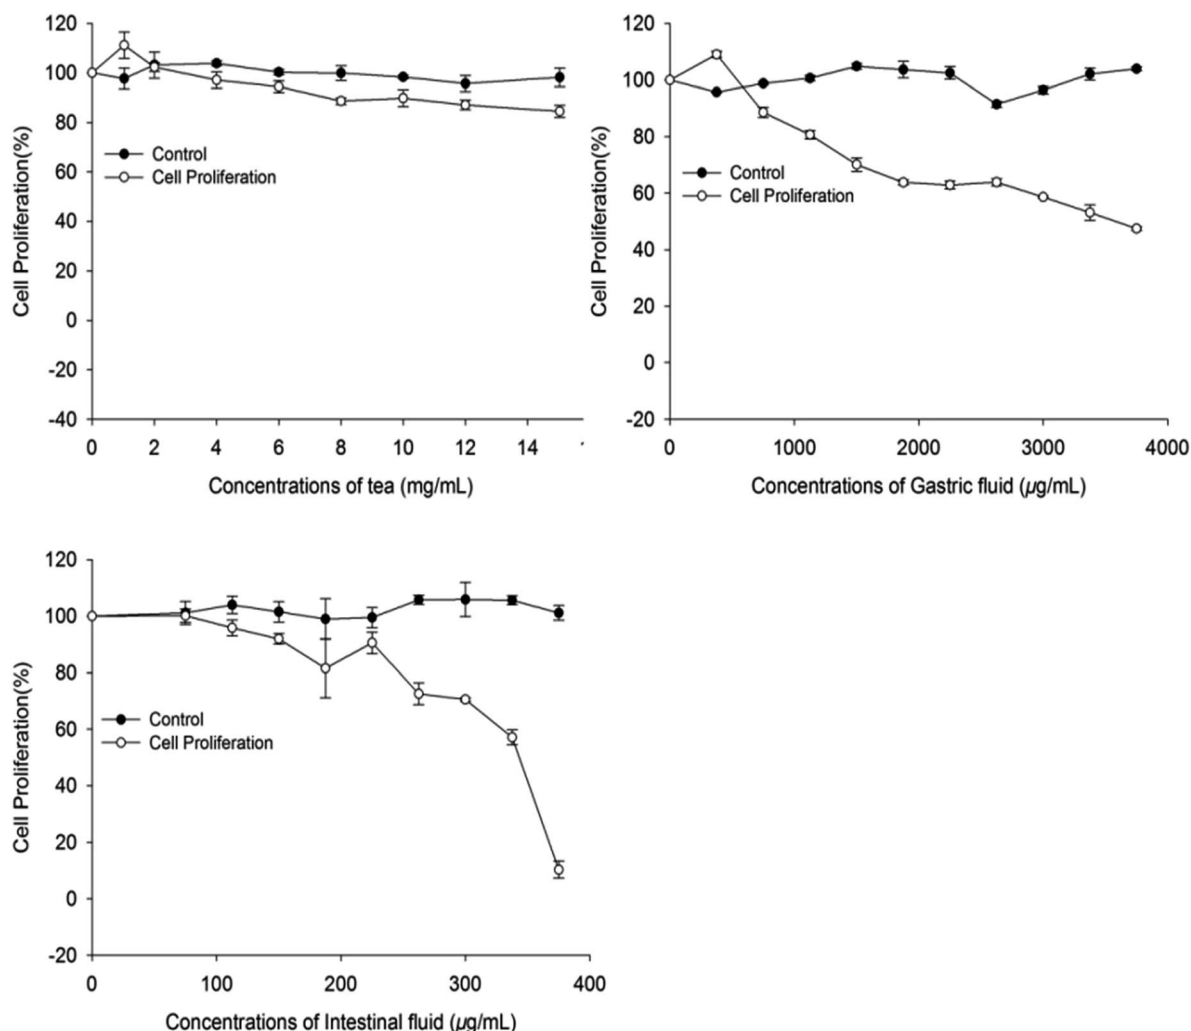 120
100
80
60
40
20
0
-20
-40
Cell Proliferation(%)
Control
Cell Proliferation
0 2 4 6 8 10 12 14
Concentrations of tea (mg/mL)
120
100
80
60
40
20
0
-20
Cell Proliferation(%)
Control
Cell Proliferation
0 1000 2000 3000 4000
Concentrations of Gastric fluid (µg/mL)
120
100
80
60
40
20
0
-20
Cell Proliferation(%)
Control
Cell Proliferation
0 100 200 300 400
Concentrations of Intestinal fluid (µg/mL)